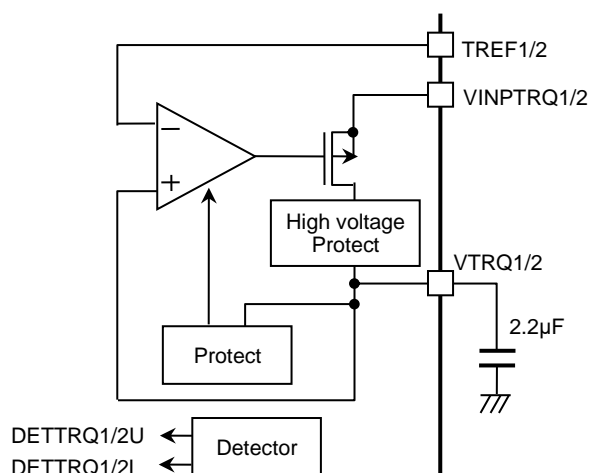 TREF1/2
VINPTRQ1/2
−
+
High voltage
Protect
VTRQ1/2
2.2µF
Protect
DETTRQ1/2U
Detector